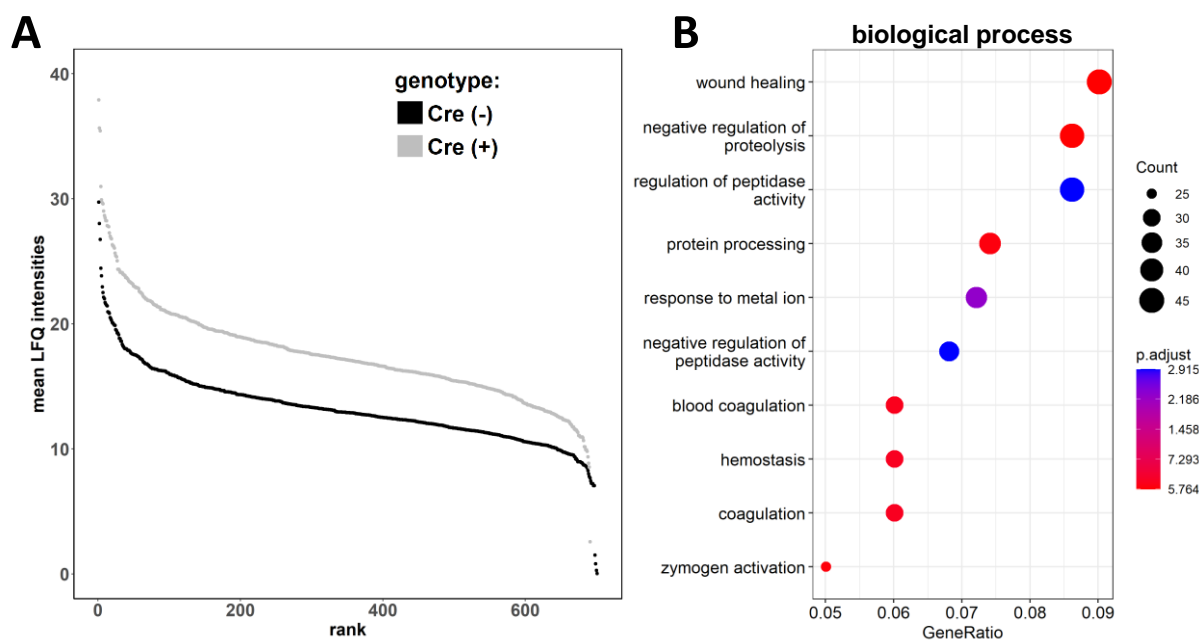 A
genotype:
Cre (-)
Cre (+)
mean LFQ intensities
40
30
20
10
0
0
200
400
600
rank
B
biological process
wound healing
negative regulation of
proteolysis
regulation of peptidase
activity
protein processing
response to metal ion
negative regulation of
peptidase activity
blood coagulation
hemostasis
coagulation
zymogen activation
0.05
0.06
0.07
0.08
0.09
GeneRatio
Count
25
30
35
40
45
p.adjust
2.915
2.186
1.458
7.293
5.764